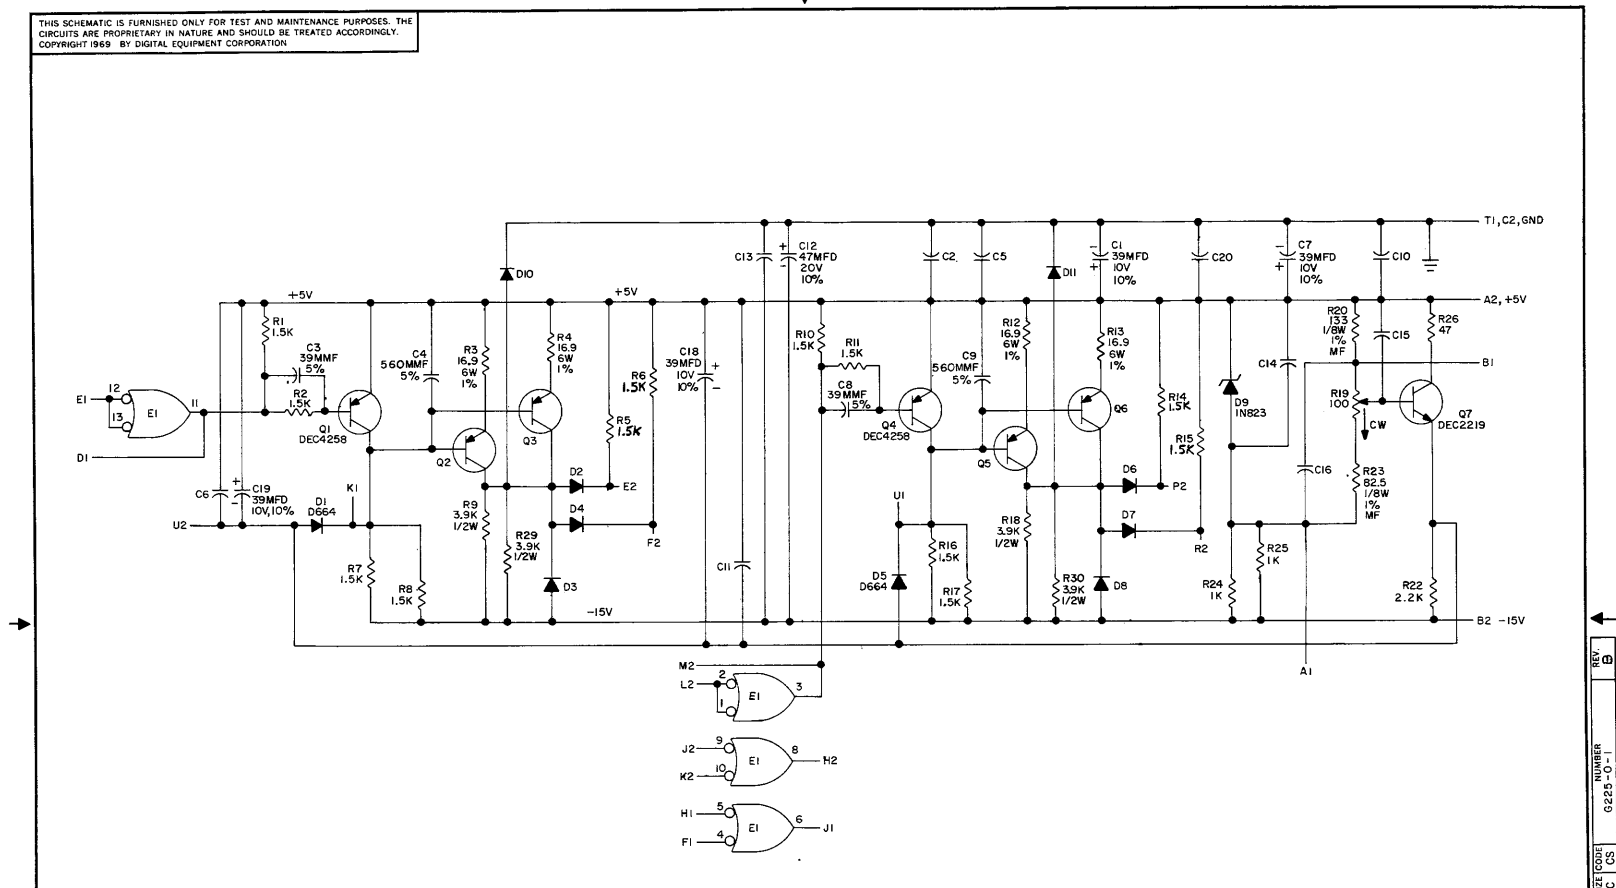 THIS SCHEMATIC IS FURNISHED ONLY FOR TEST AND MAINTENANCE PURPOSES. THE
CIRCUITS ARE PROPRIETARY IN NATURE AND SHOULD BE TREATED ACCORDINGLY.
COPYRIGHT 1969 BY DIGITAL EQUIPMENT CORPORATION
T1,C2,GND
D10
C13
+
C12
47MFD
20V
10%
-
C2
C5
D11
-
C1
39MFD
10V
10%
+
C20
-
C7
39MFD
10V
10%
+
C10
+5V
+5V
A2,+5V
R1
1.5K
C3
39MMF
5%
R2
1.5K
C4
560MMF
5%
R3
16.9
6W
1%
R4
16.9
6W
1%
R6
1.5K
R5
1.5K
C18
39MFD
10V
10%
+
-
R10
1.5K
R11
1.5K
C8
39MMF
5%
C9
560MMF
5%
R12
16.9
6W
1%
R13
16.9
6W
1%
R14
1.5K
R15
1.5K
D9
1N823
C14
R20
133
1/8W
1%
MF
C15
R26
47
B1
R19
100
CW
Q7
DEC2219
12
E1
13
E1
11
D1
Q1
DEC4258
Q2
Q3
Q4
DEC4258
Q5
Q6
C16
R23
82.5
1/8W
1%
MF
C6
+
C19
39MFD
10V,10%
-
K1
D1
D664
U2
R9
3.9K
1/2W
D2
E2
D4
F2
R29
3.9K
1/2W
D3
R7
1.5K
R8
1.5K
-15V
C11
U1
D5
D664
R16
1.5K
R17
1.5K
R18
3.9K
1/2W
D6
P2
D7
R2
R30
3.9K
1/2W
D8
R24
1K
R25
1K
R22
2.2K
B2 -15V
A1
M2
L2
2
1
E1
3
J2
9
K2
10
E1
8
H2
H1
5
F1
4
E1
6
J1
REV.
B
NUMBER
G225-0-1
CODE
CS
C